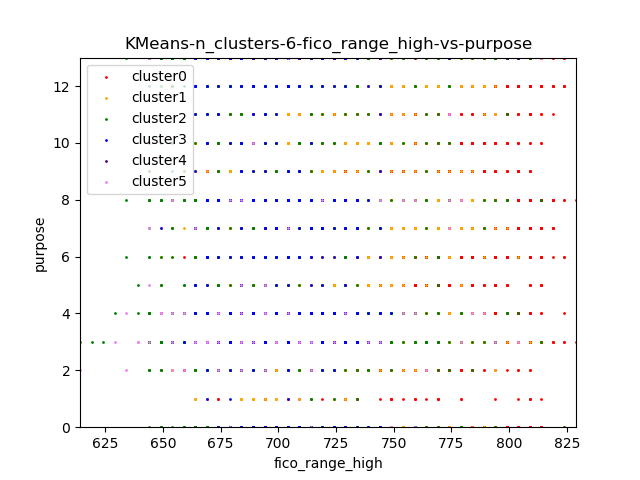 KMeans-n_clusters-6-fico_range_high-vs-purpose
cluster0
cluster1
cluster2
cluster3
cluster4
cluster5
12
10
8
6
4
2
0
purpose
625 650 675 700 725 750 775 800 825
fico_range_high